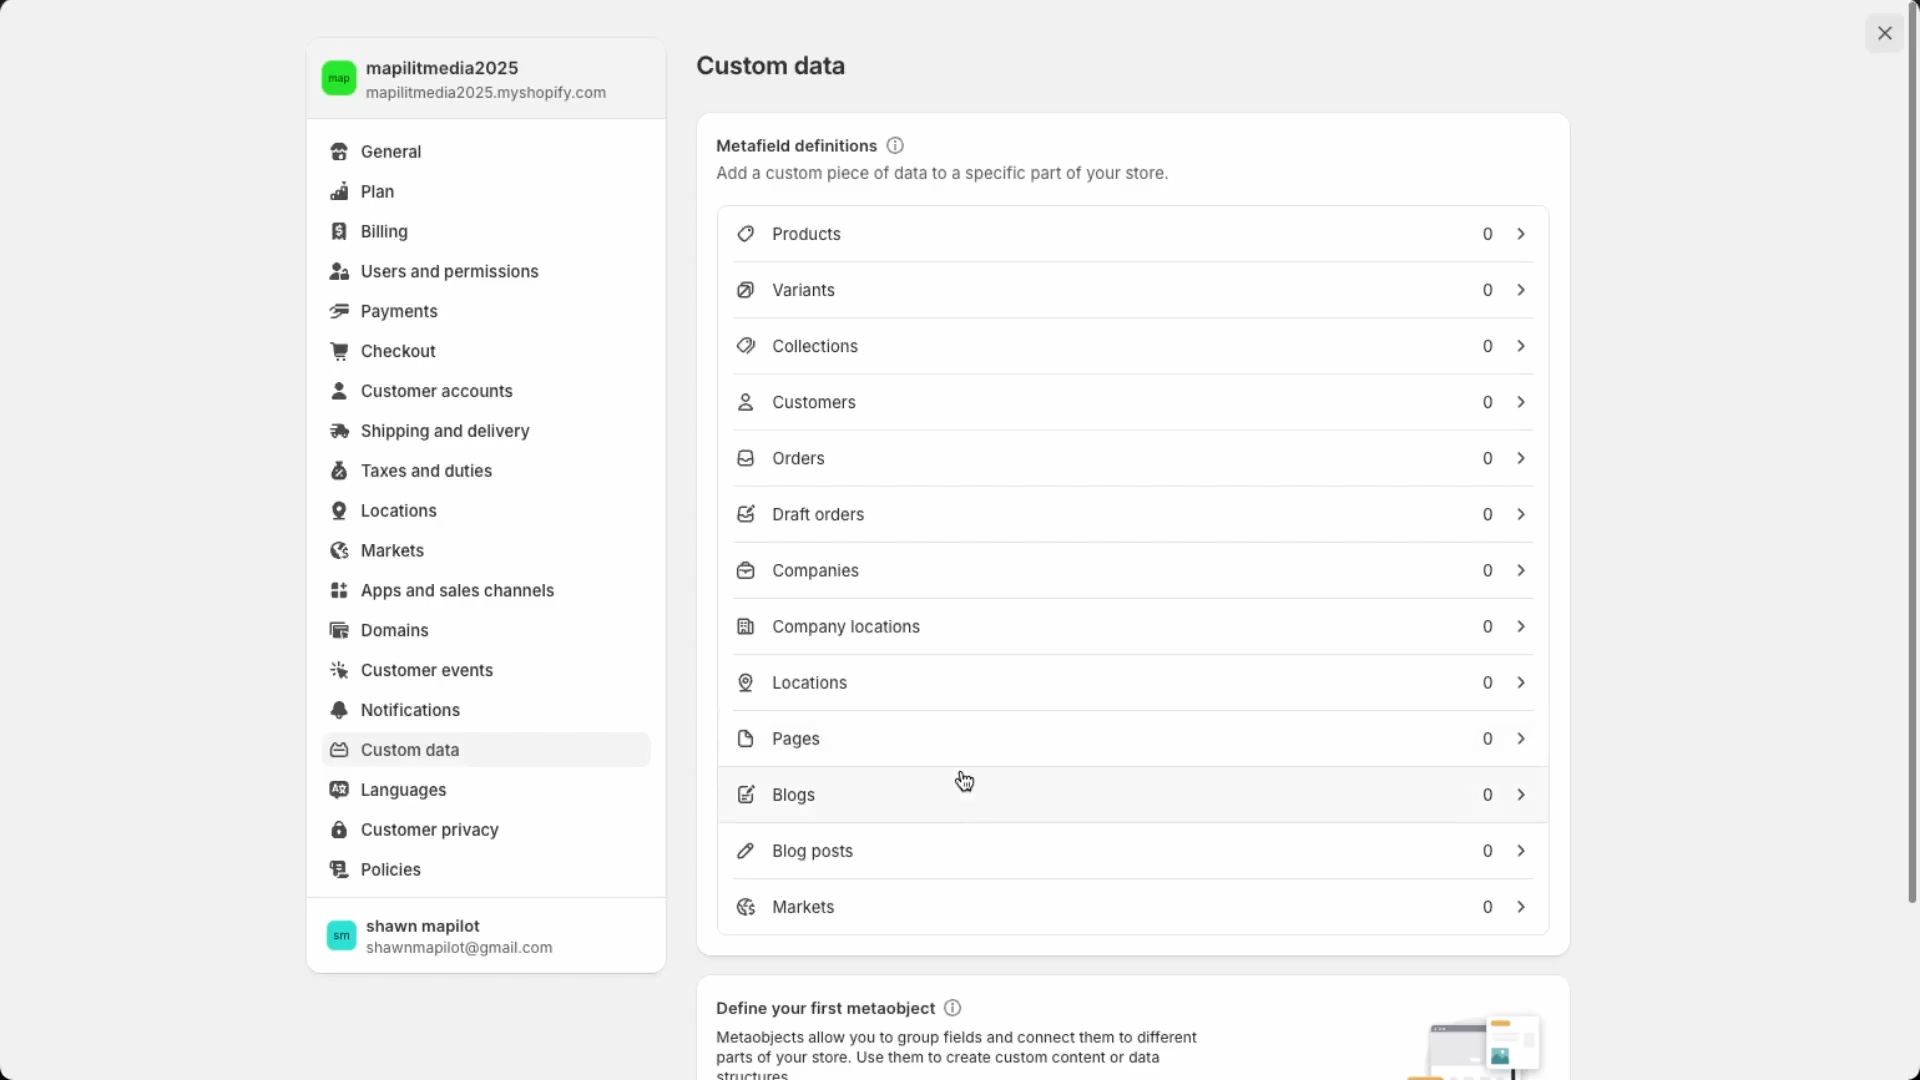 map
mapilitmedia2025
mapilitmedia2025.myshopify.com
General
Plan
Billing
Users and permissions
Payments
Checkout
Customer accounts
Shipping and delivery
Taxes and duties
Locations
Markets
Apps and sales channels
Domains
Customer events
Notifications
Custom data
Languages
Customer privacy
Policies
sm
shawn mapilot
shawnmapilot@gmail.com
Custom data
Metafield definitions
Add a custom piece of data to a specific part of your store.
Products 0
Variants 0
Collections 0
Customers 0
Orders 0
Draft orders 0
Companies 0
Company locations 0
Locations 0
Pages 0
Blogs 0
Blog posts 0
Markets 0
Define your first metaobject
Metaobjects allow you to group fields and connect them to different
parts of your store. Use them to create custom content or data
structures.